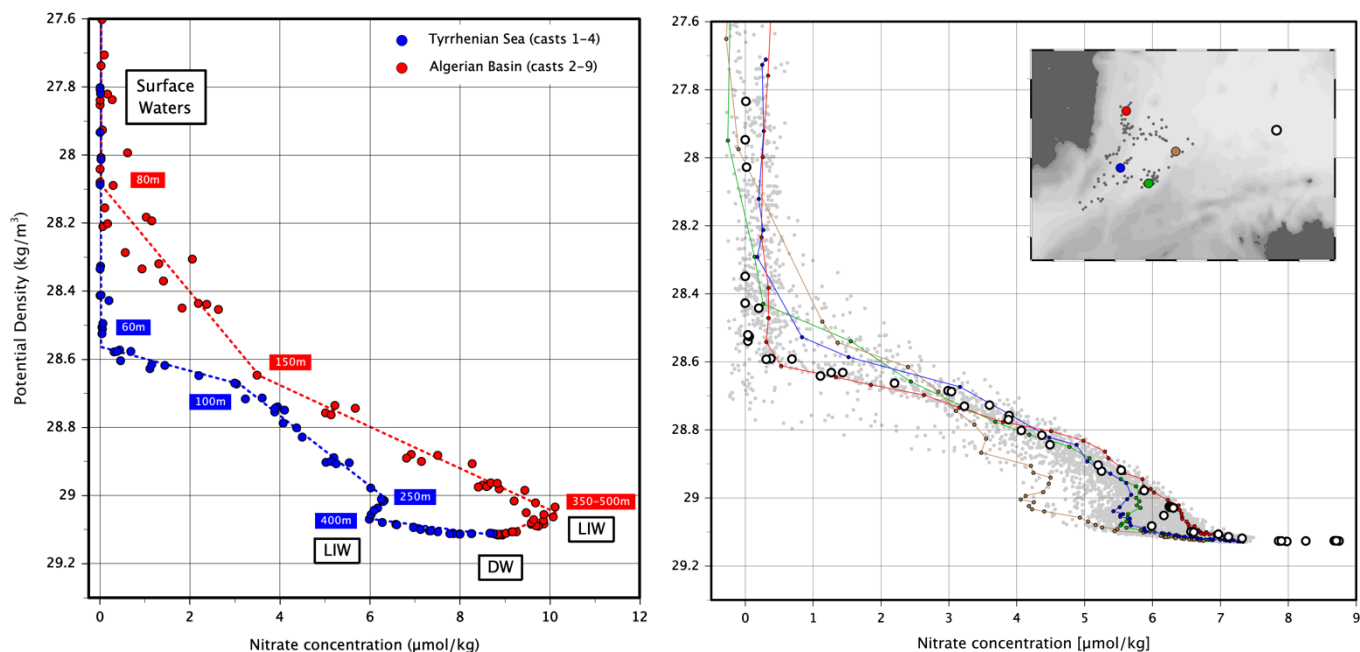 27.6
27.8
28
28.2
28.4
28.6
28.8
29
29.2
Potential Density (kg/m³)
Tyrrhenian Sea (casts 1–4)
Algerian Basin (casts 2–9)
Surface
Waters
80m
60m
150m
100m
250m
350–500m
400m
LIW
LIW
DW
0 2 4 6 8 10 12
Nitrate concentration (µmol/kg)
27.6
27.8
28
28.2
28.4
28.6
28.8
29
29.2
0 1 2 3 4 5 6 7 8 9
Nitrate concentration [µmol/kg]